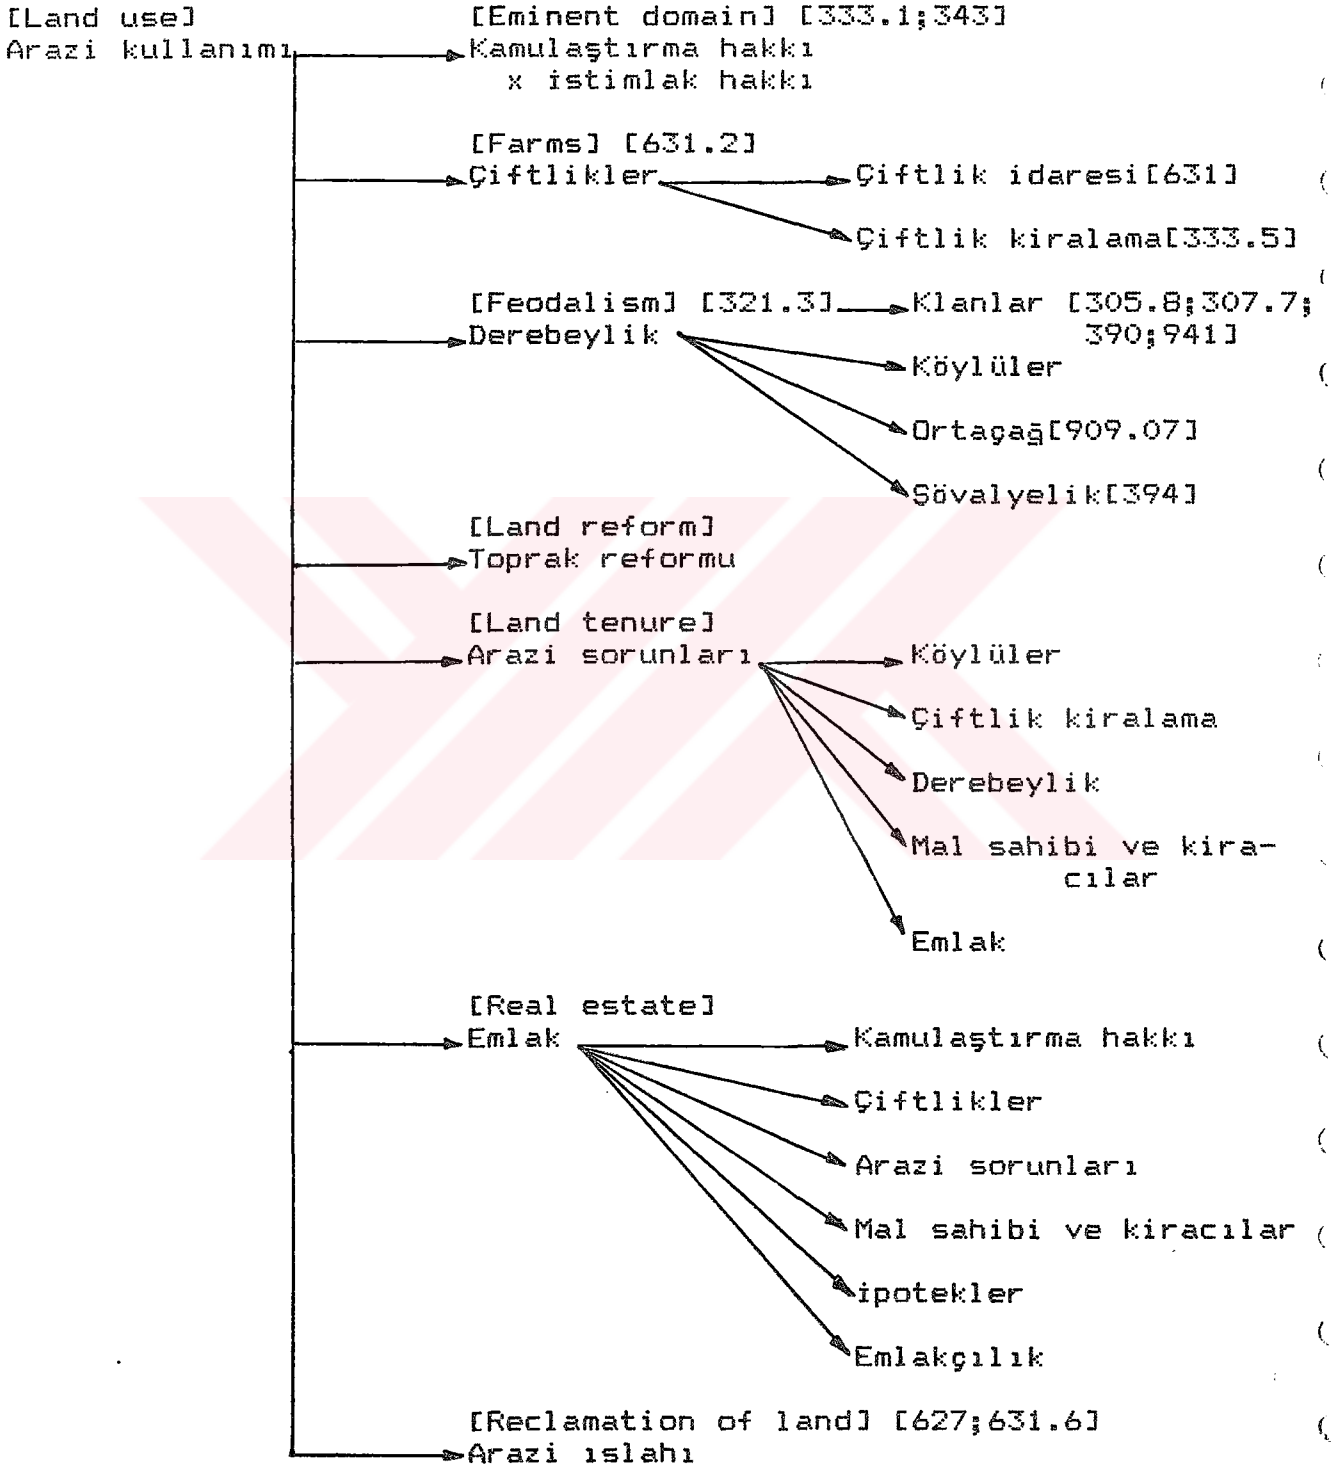 [Land use]
Arazi kullanımı
[Eminent domain] [333.1;343]
Kamulaştırma hakkı
x istimlak hakkı
[Farms] [631.2]
Çiftlikler
Çiftlik idaresi[631]
Çiftlik kiralama[333.5]
[Feodalism] [321.3]
Derebeylik
Klanlar [305.8;307.7;
390;941]
Köylüler
Ortaçağ[909.07]
Şövalyelik[394]
[Land reform]
Toprak reformu
[Land tenure]
Arazi sorunları
Köylüler
Çiftlik kiralama
Derebeylik
Mal sahibi ve kira-
cılar
Emlak
[Real estate]
Emlak
Kamulaştırma hakkı
Çiftlikler
Arazi sorunları
Mal sahibi ve kiracılar
ipotekler
Emlakçılık
[Reclamation of land] [627;631.6]
Arazi ıslahı